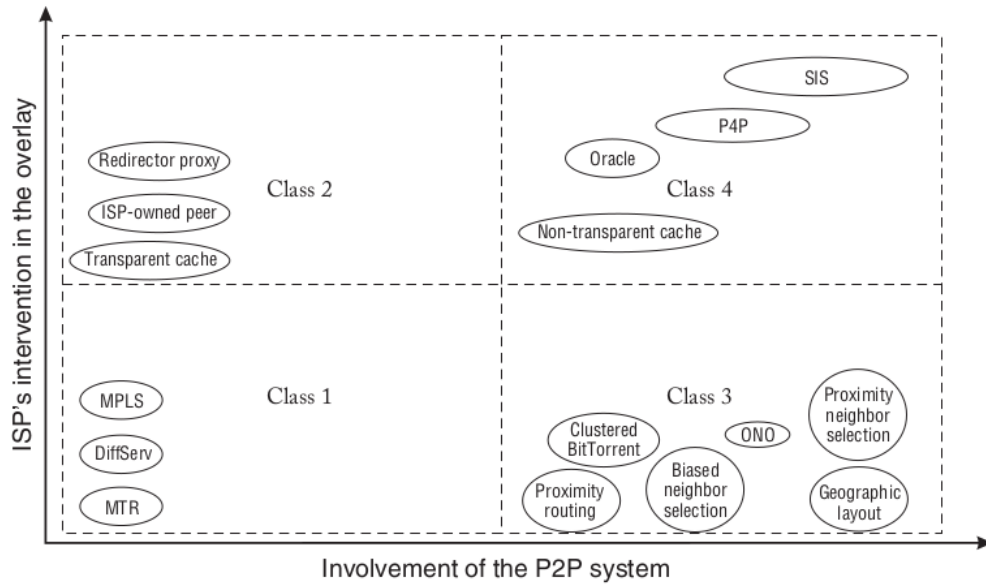 ISP's intervention in the overlay
SIS
P4P
Redirector proxy
Oracle
Class 2
Class 4
ISP-owned peer
Non-transparent cache
Transparent cache
MPLS
Class 1
Class 3
Proximity
neighbor
selection
Clustered
BitTorrent
ONO
DiffServ
Biased
neighbor
selection
Proximity
routing
Geographic
layout
MTR
Involvement of the P2P system